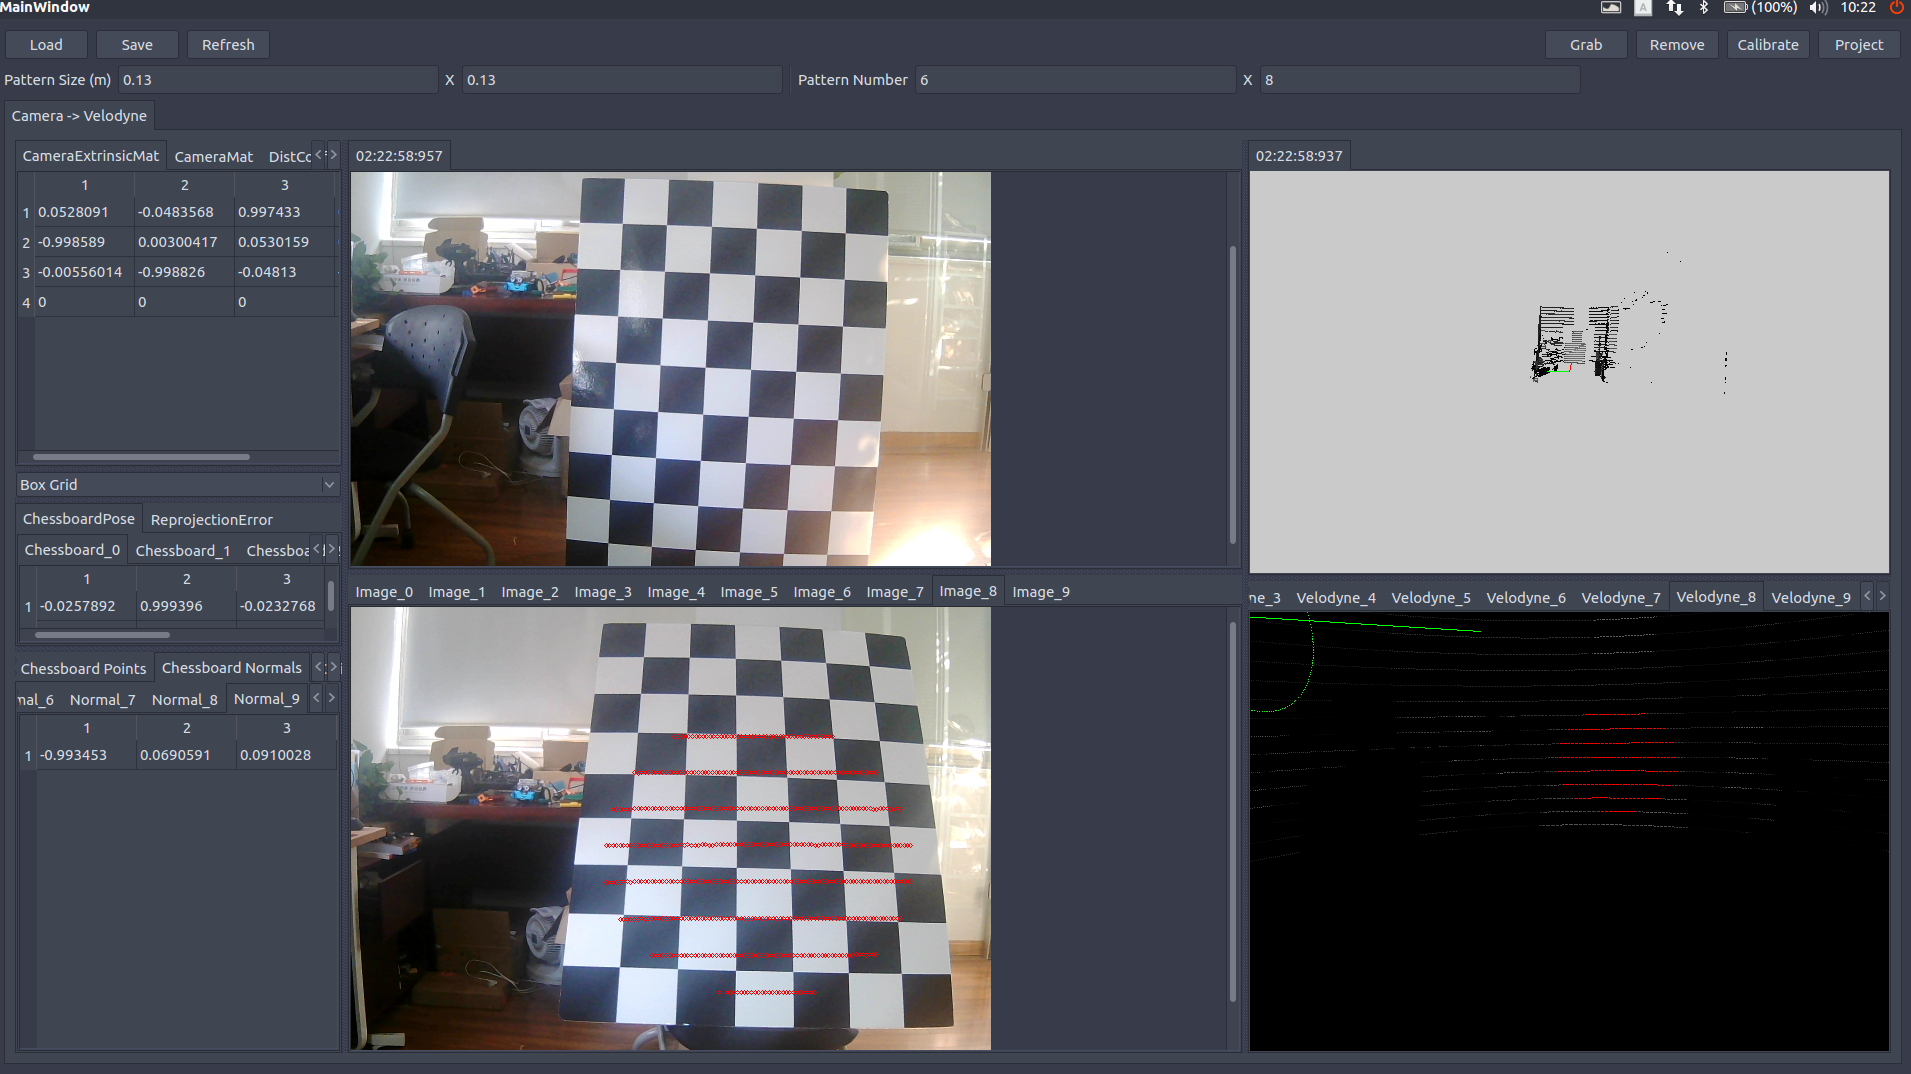 MainWindow
A (100%) 10:22
Load Save Refresh Grab Remove Calibrate Project
Pattern Size (m) 0.13 X 0.13 Pattern Number 6 X 8
Camera -> Velodyne
CameraExtrinsicMat CameraMat DistCo < >
1 2 3
1 0.0528091 -0.0483568 0.997433
2 -0.998589 0.00300417 0.0530159
3 -0.00556014 -0.998826 -0.04813
4 0 0 0
Box Grid
ChessboardPose ReprojectionError
Chessboard_0 Chessboard_1 Chessboa < >
1 2 3
1 -0.0257892 0.999396 -0.0232768
Chessboard Points Chessboard Normals < >
nal_6 Normal_7 Normal_8 Normal_9 < >
1 2 3
1 -0.993453 0.0690591 0.0910028
02:22:58:957
Image_0 Image_1 Image_2 Image_3 Image_4 Image_5 Image_6 Image_7 Image_8 Image_9
02:22:58:937
ne_3 Velodyne_4 Velodyne_5 Velodyne_6 Velodyne_7 Velodyne_8 Velodyne_9 < >